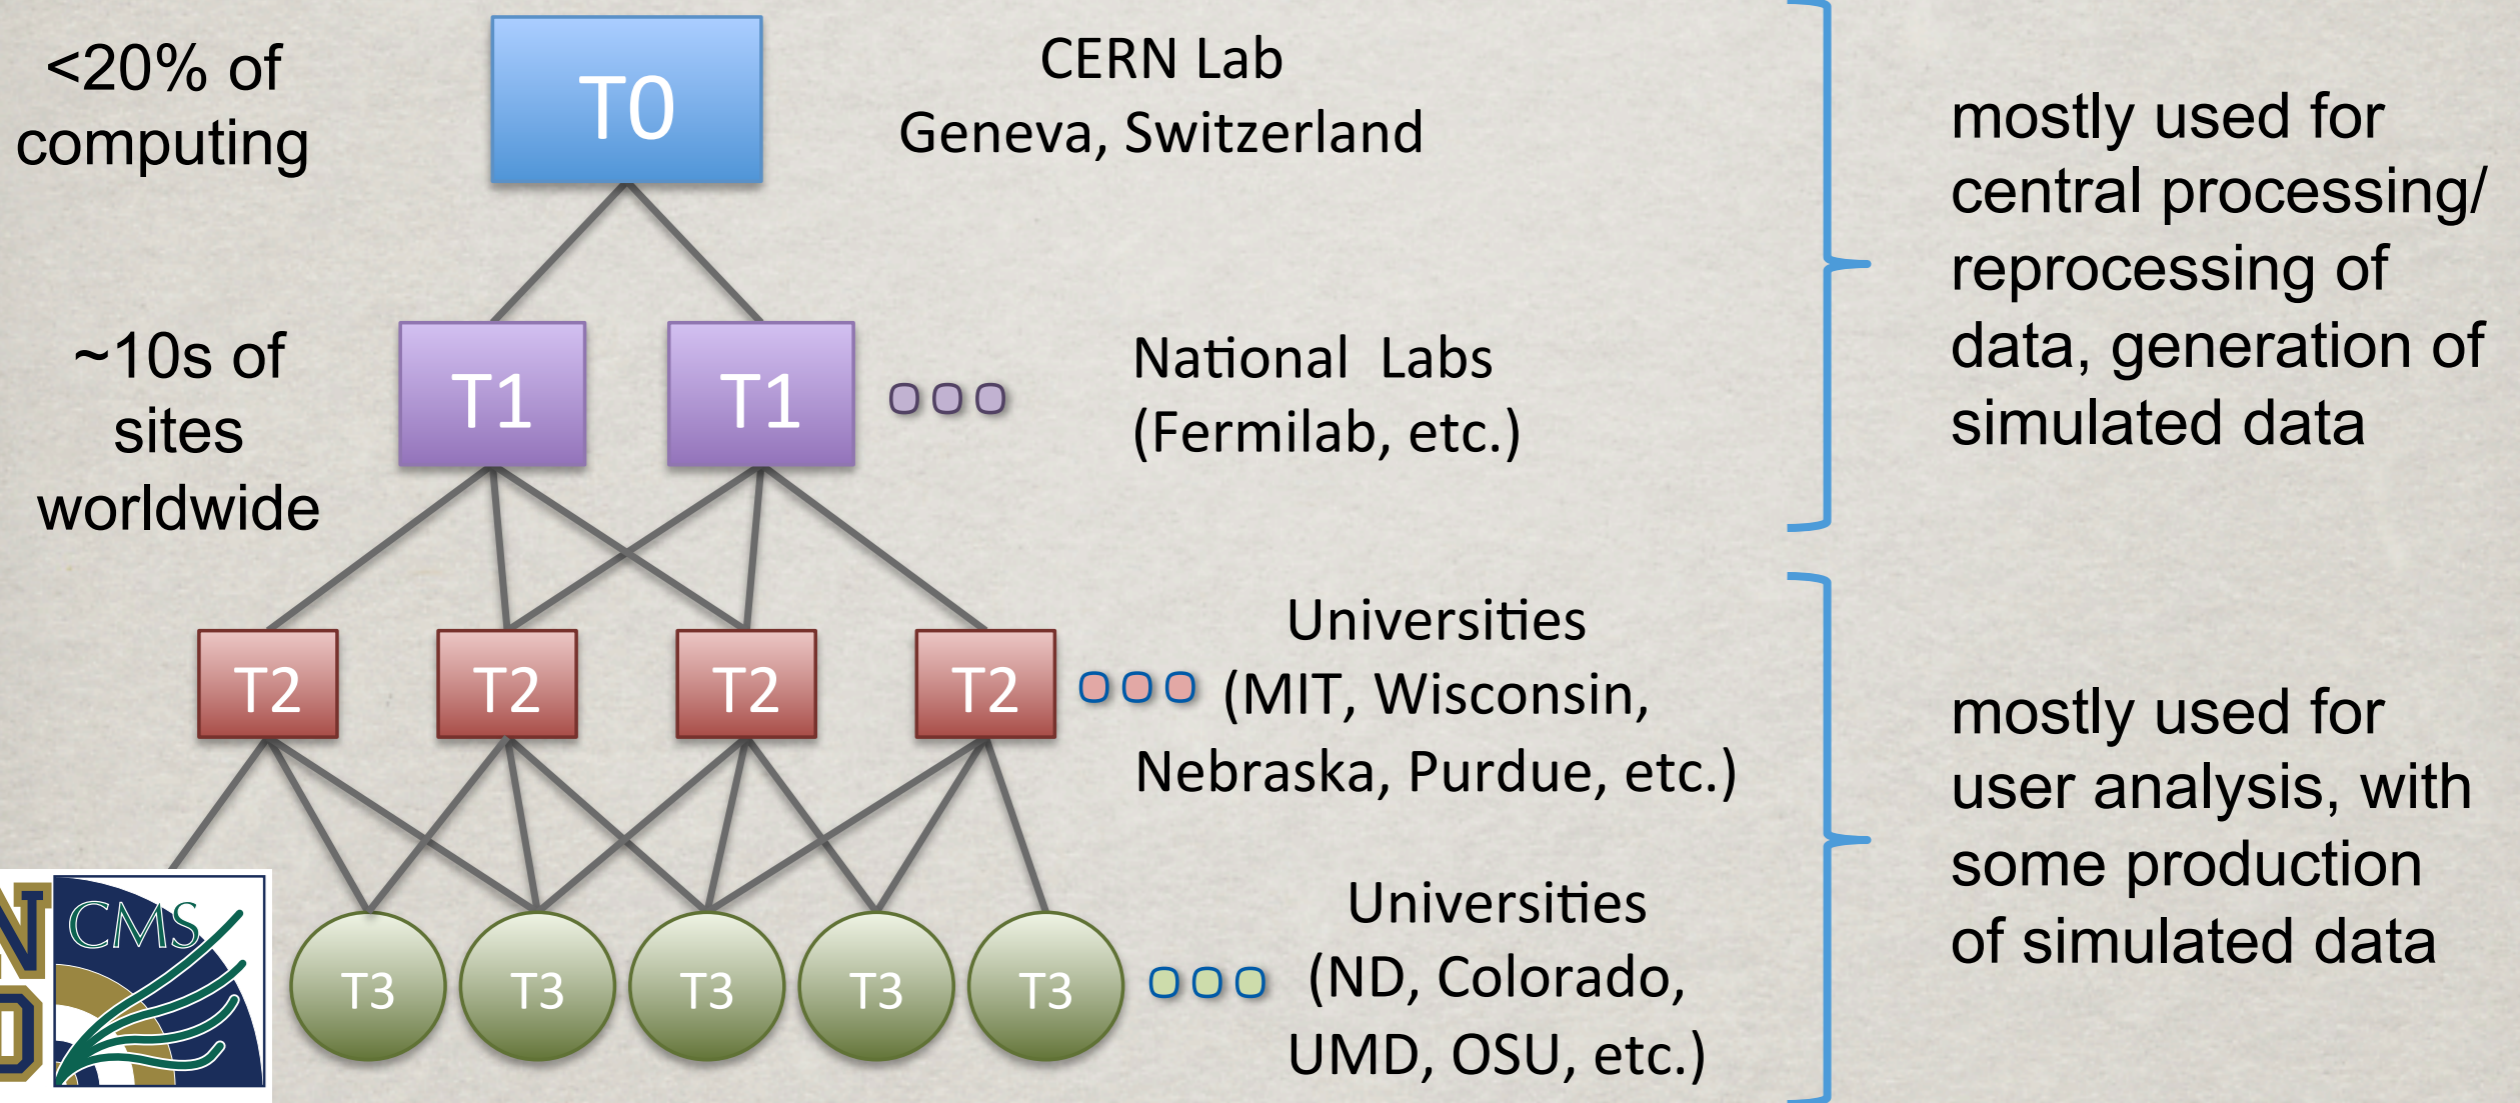 <20% of
computing
T0
CERN Lab
Geneva, Switzerland
mostly used for
central processing/
reprocessing of
data, generation of
simulated data
~10s of
sites
worldwide
T1
T1
National Labs
(Fermilab, etc.)
T2
T2
T2
T2
Universities
(MIT, Wisconsin,
Nebraska, Purdue, etc.)
mostly used for
user analysis, with
some production
of simulated data
N
D
CMS
T3
T3
T3
T3
T3
Universities
(ND, Colorado,
UMD, OSU, etc.)